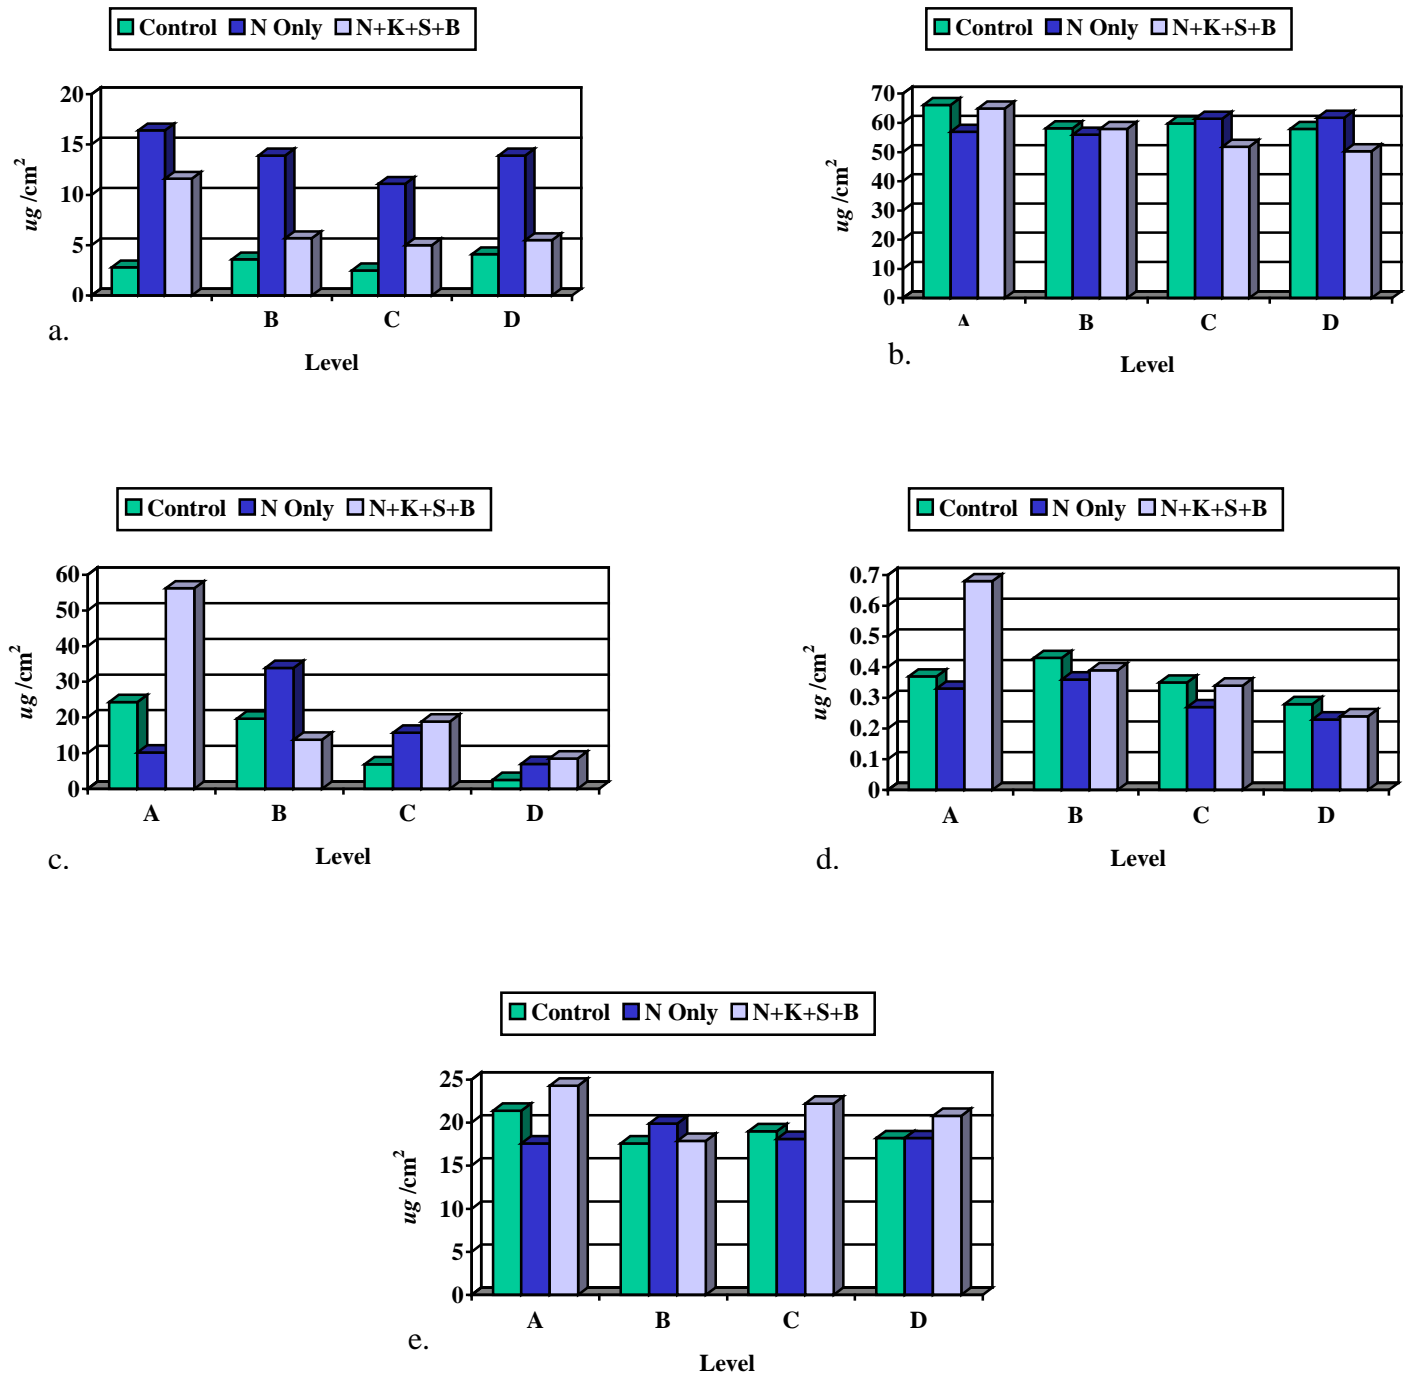 Control N Only N+K+S+B
20
15
10
5
0
ug /cm²
B C D
Level
a.
Control N Only N+K+S+B
70
60
50
40
30
20
10
0
ug /cm²
A B C D
Level
b.
Control N Only N+K+S+B
60
50
40
30
20
10
0
ug /cm²
A B C D
Level
c.
Control N Only N+K+S+B
0.7
0.6
0.5
0.4
0.3
0.2
0.1
0
ug /cm²
A B C D
Level
d.
Control N Only N+K+S+B
25
20
15
10
5
0
ug /cm²
A B C D
Level
e.